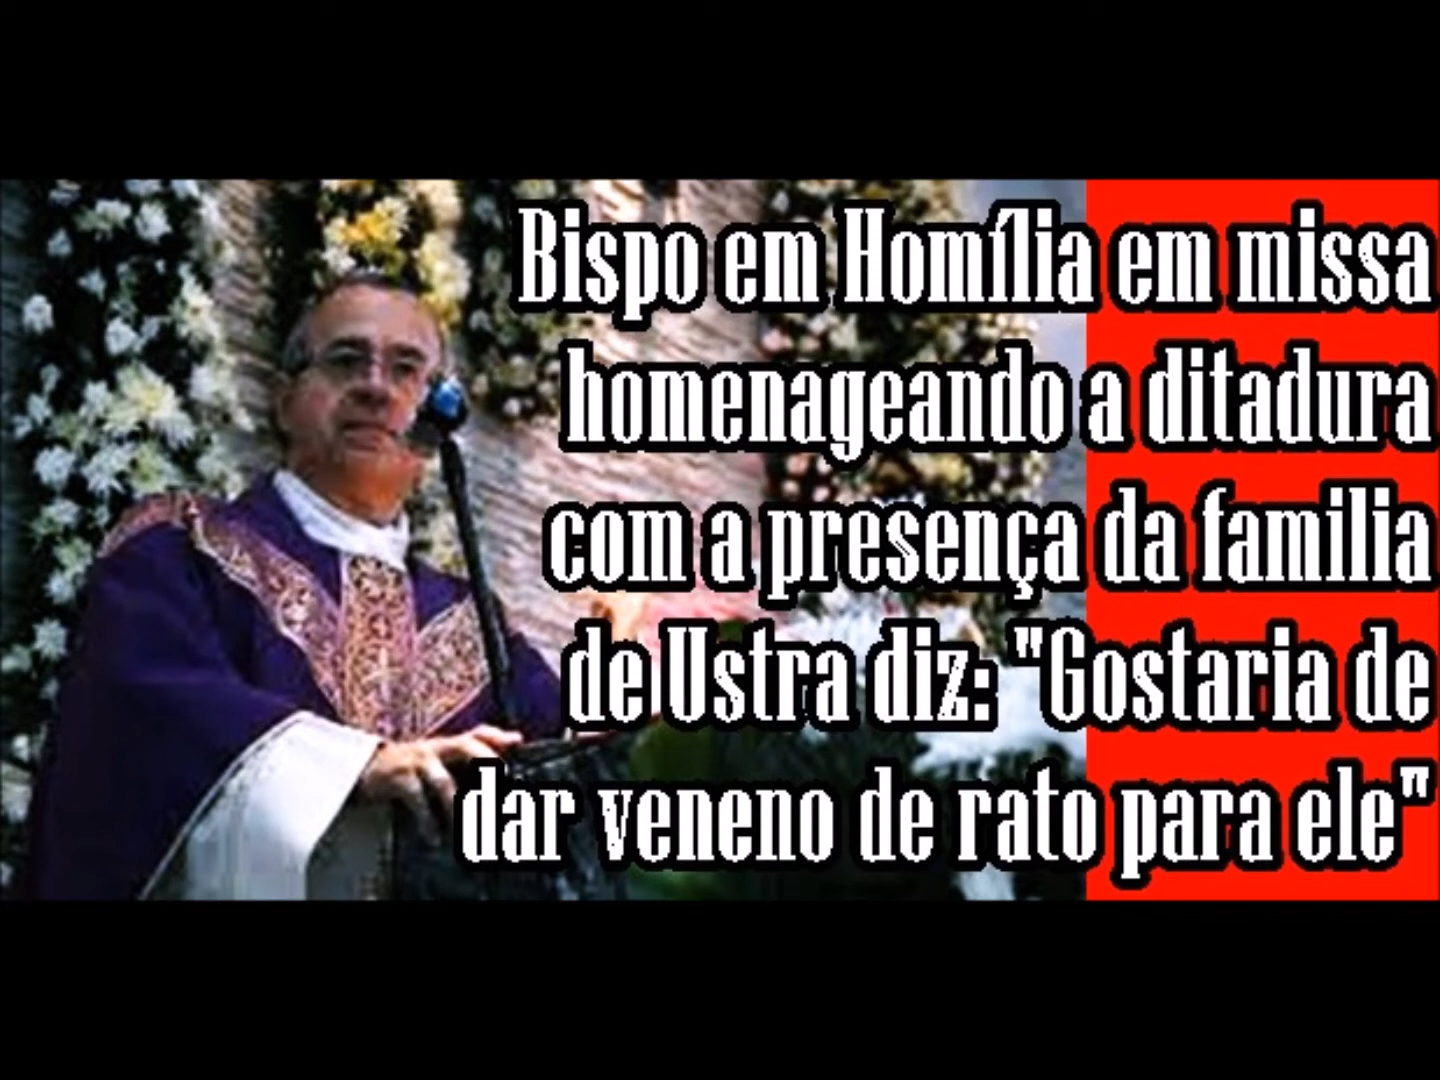 Bispo em Homília em missa
homenageando a ditadura
com a presença da familia
de Ustra diz: "Gostaria de
dar veneno de rato para ele"